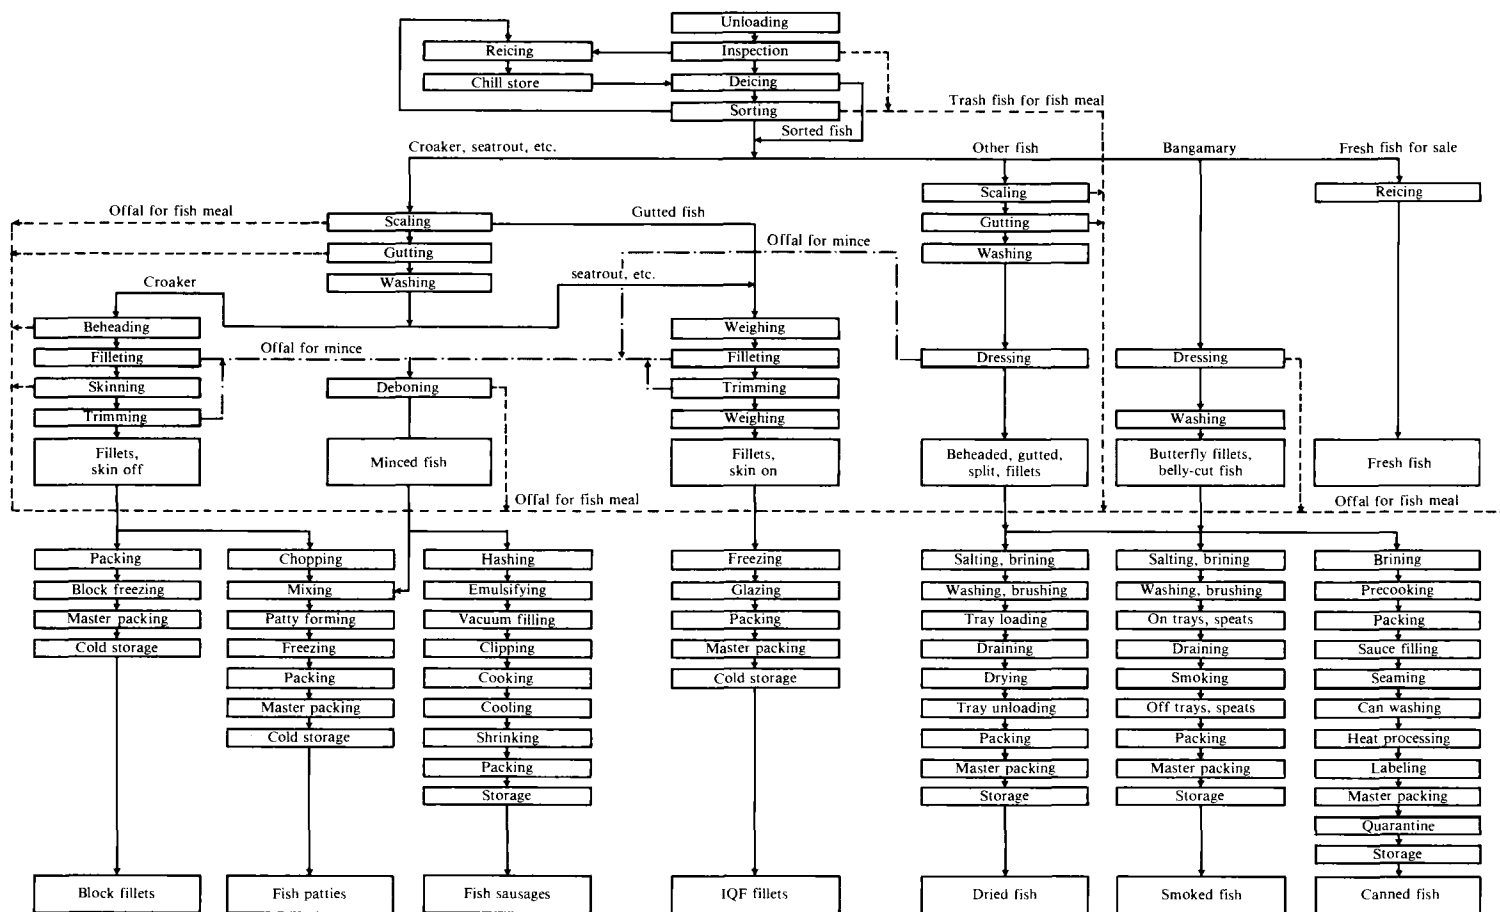 Unloading
Reicing
Inspection
Chill store
Deicing
Trash fish for fish meal
Sorting
Sorted fish
Croaker, seatrout, etc.
Other fish
Bangamary
Fresh fish for sale
Scaling
Reicing
Offal for fish meal
Scaling
Gutted fish
Gutting
Offal for mince
Gutting
Washing
Washing
seatrout, etc.
Croaker
Beheading
Weighing
Offal for mince
Filleting
Filleting
Dressing
Dressing
Skinning
Deboning
Trimming
Trimming
Weighing
Washing
Fillets,
skin off
Minced fish
Fillets,
skin on
Beheaded, gutted,
split, fillets
Butterfly fillets,
belly-cut fish
Fresh fish
Offal for fish meal
Offal for fish meal
Packing
Chopping
Hashing
Freezing
Salting, brining
Salting, brining
Brining
Block freezing
Mixing
Emulsifying
Glazing
Washing, brushing
Washing, brushing
Precooking
Master packing
Patty forming
Vacuum filling
Packing
Tray loading
On trays, speats
Packing
Cold storage
Freezing
Clipping
Master packing
Draining
Draining
Sauce filling
Packing
Cooking
Cold storage
Drying
Smoking
Seaming
Master packing
Cooling
Tray unloading
Off trays, speats
Can washing
Cold storage
Shrinking
Packing
Packing
Heat processing
Packing
Master packing
Master packing
Labeling
Storage
Storage
Storage
Master packing
Quarantine
Storage
Block fillets
Fish patties
Fish sausages
IQF fillets
Dried fish
Smoked fish
Canned fish